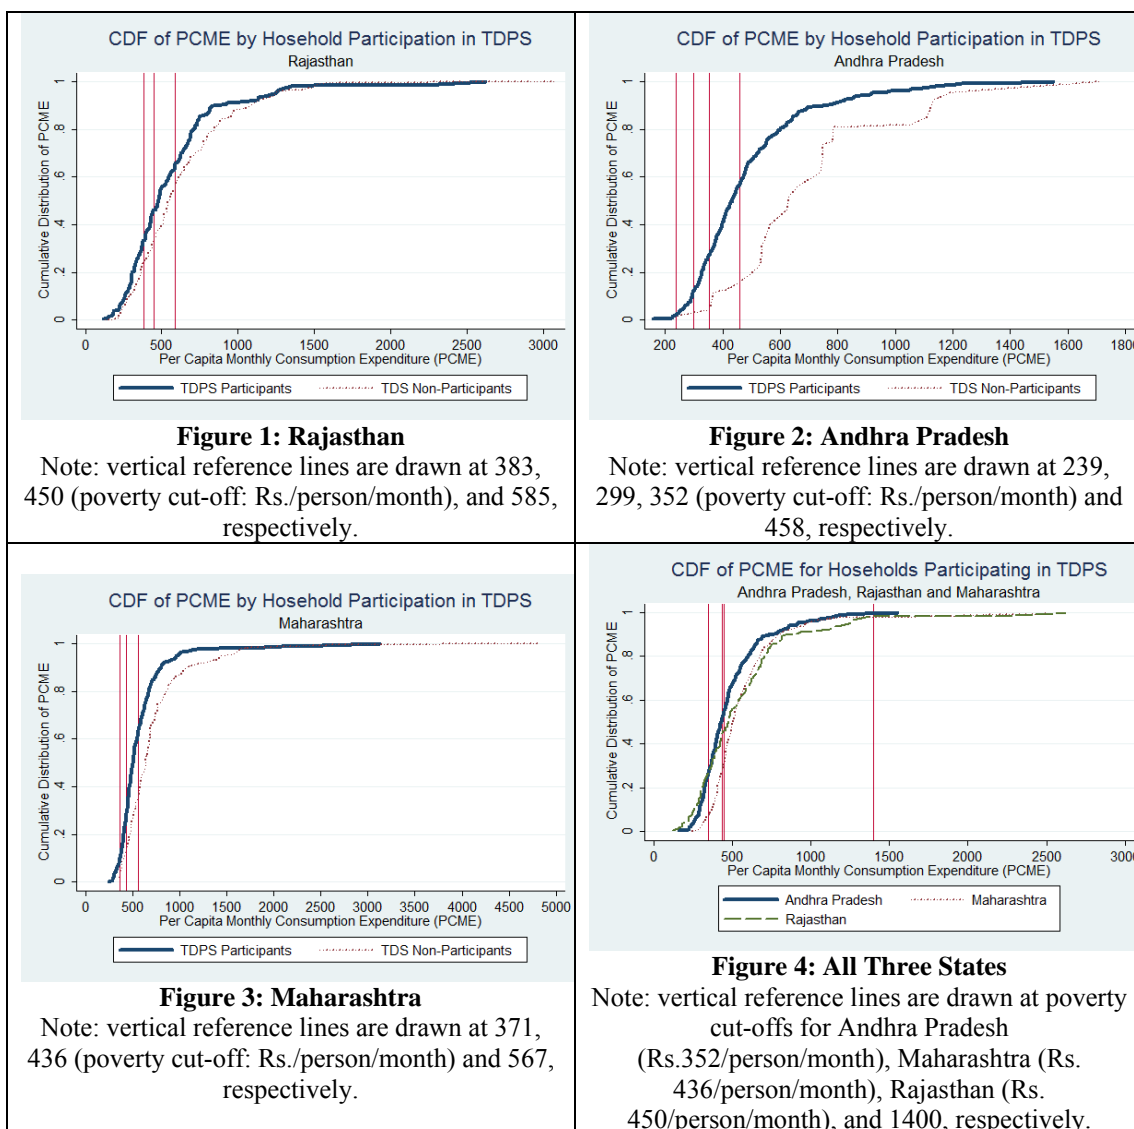 CDF of PCME by Hosehold Participation in TDPS
Rajasthan
Cumulative Distribution of PCME
0 .2 .4 .6 .8 1
0 500 1000 1500 2000 2500 3000
Per Capita Monthly Consumption Expenditure (PCME)
TDPS Participants TDS Non-Participants
Figure 1: Rajasthan
Note: vertical reference lines are drawn at 383,
450 (poverty cut-off: Rs./person/month), and 585,
respectively.
CDF of PCME by Hosehold Participation in TDPS
Andhra Pradesh
Cumulative Distribution of PCME
0 .2 .4 .6 .8 1
200 400 600 800 1000 1200 1400 1600 1800
Per Capita Monthly Consumption Expenditure (PCME)
TDPS Participants TDS Non-Participants
Figure 2: Andhra Pradesh
Note: vertical reference lines are drawn at 239,
299, 352 (poverty cut-off: Rs./person/month) and
458, respectively.
CDF of PCME by Hosehold Participation in TDPS
Maharashtra
Cumulative Distribution of PCME
0 .2 .4 .6 .8 1
0 500 1000 1500 2000 2500 3000 3500 4000 4500 5000
Per Capita Monthly Consumption Expenditure (PCME)
TDPS Participants TDS Non-Participants
Figure 3: Maharashtra
Note: vertical reference lines are drawn at 371,
436 (poverty cut-off: Rs./person/month) and 567,
respectively.
CDF of PCME for Hoseholds Participating in TDPS
Andhra Pradesh, Rajasthan and Maharashtra
Cumulative Distribution of PCME
0 .2 .4 .6 .8 1
0 500 1000 1500 2000 2500 3000
Per Capita Monthly Consumption Expenditure (PCME)
Andhra Pradesh Maharashtra
Rajasthan
Figure 4: All Three States
Note: vertical reference lines are drawn at poverty
cut-offs for Andhra Pradesh
(Rs.352/person/month), Maharashtra (Rs.
436/person/month), Rajasthan (Rs.
450/person/month), and 1400, respectively.